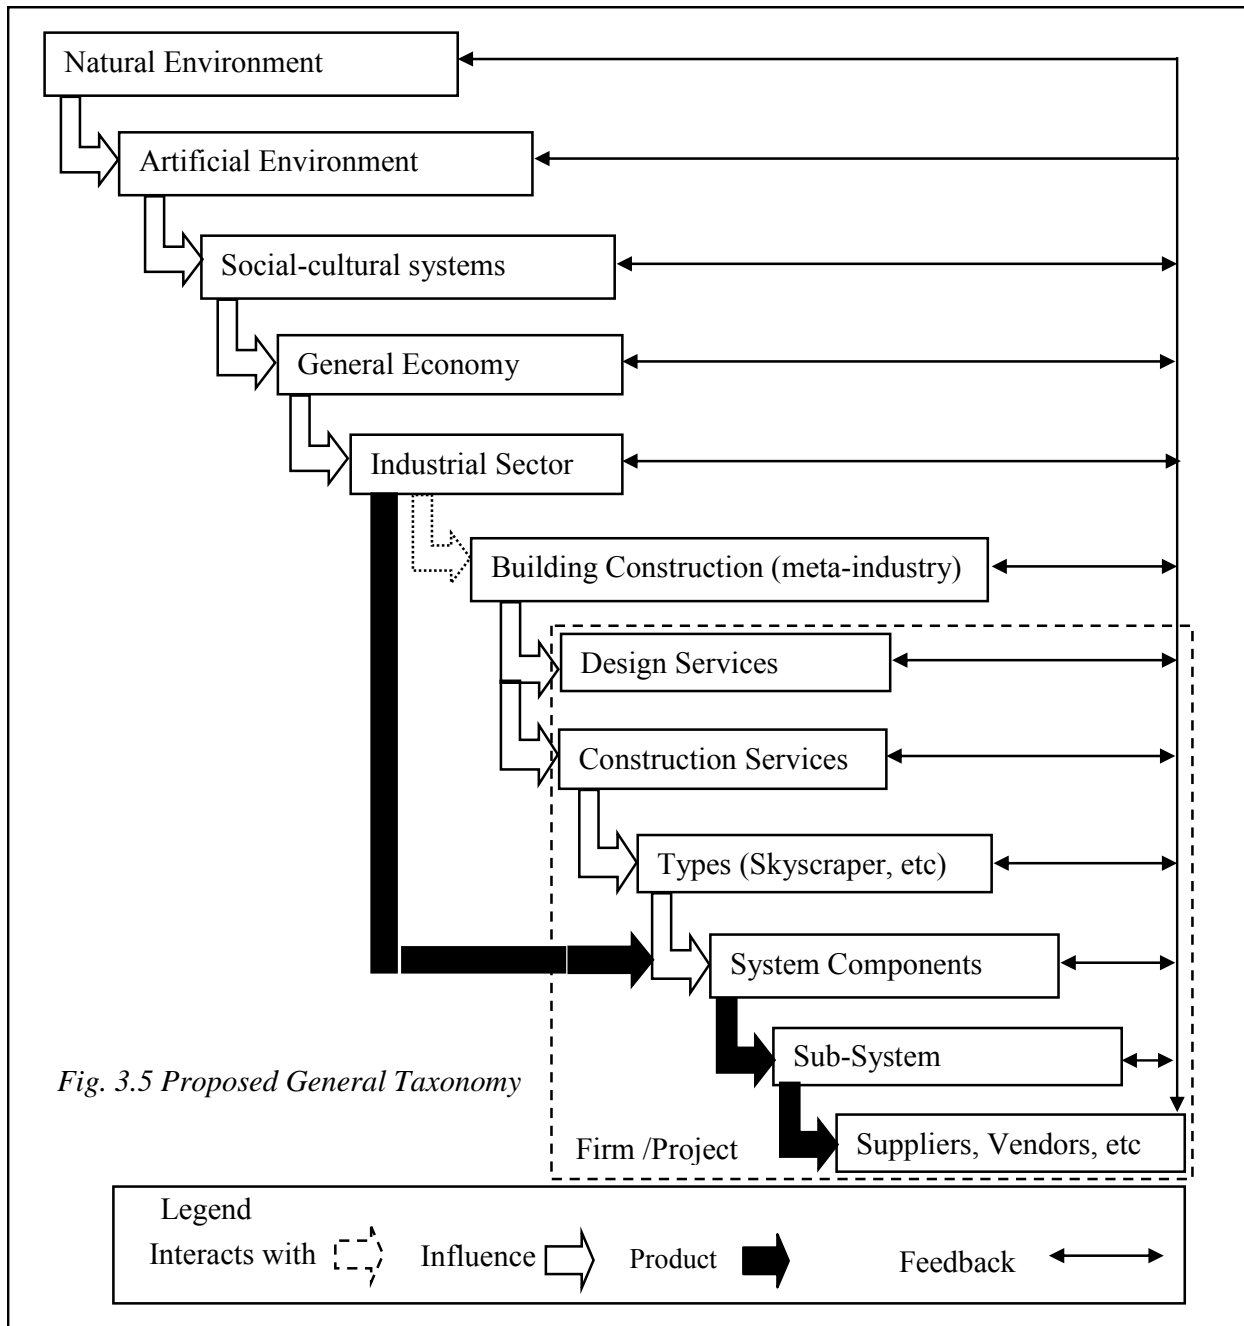 Natural Environment
Artificial Environment
Social-cultural systems
General Economy
Industrial Sector
Building Construction (meta-industry)
Design Services
Construction Services
Types (Skyscraper, etc)
System Components
Sub-System
Fig. 3.5 Proposed General Taxonomy
Suppliers, Vendors, etc
Firm /Project
Legend
Interacts with Influence Product Feedback